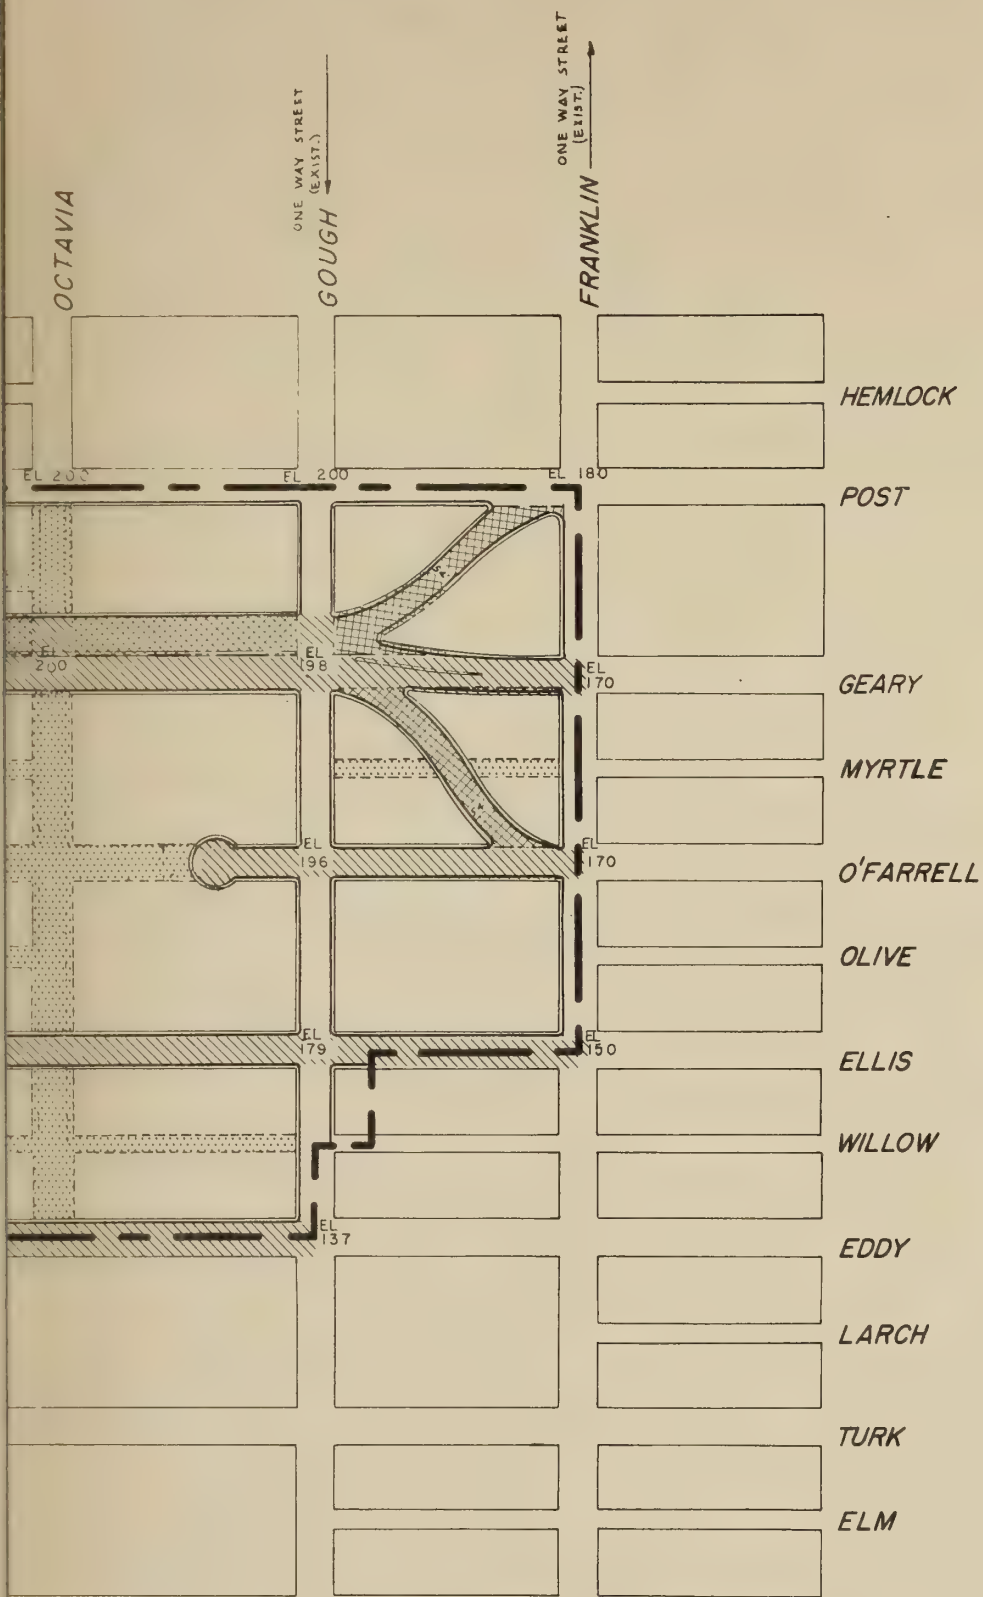 ONE WAY STREET
(EXIST.)
ONE WAY STREET
(EXIST.)
OCTAVIA
GOUGH
FRANKLIN
HEMLOCK
EL 200
EL 200
EL 180
POST
EL
200
EL
198
EL
170
GEARY
MYRTLE
EL
196
EL
170
O'FARRELL
OLIVE
EL
179
EL
150
ELLIS
WILLOW
EL
137
EDDY
LARCH
TURK
ELM